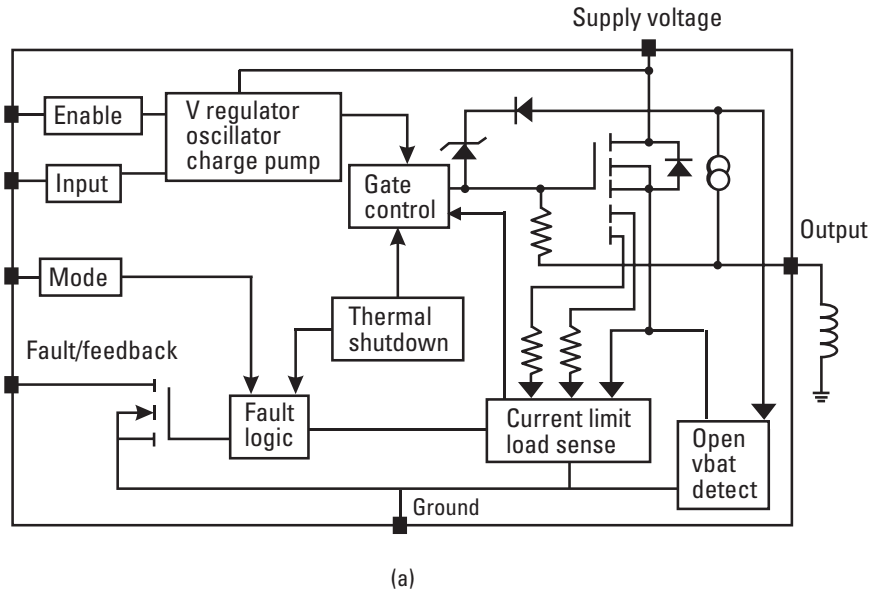 Supply voltage
Enable
V regulator
oscillator
charge pump
Input
Gate
control
Output
Mode
Thermal
shutdown
Fault/feedback
Fault
logic
Current limit
load sense
Open
vbat
detect
Ground
(a)